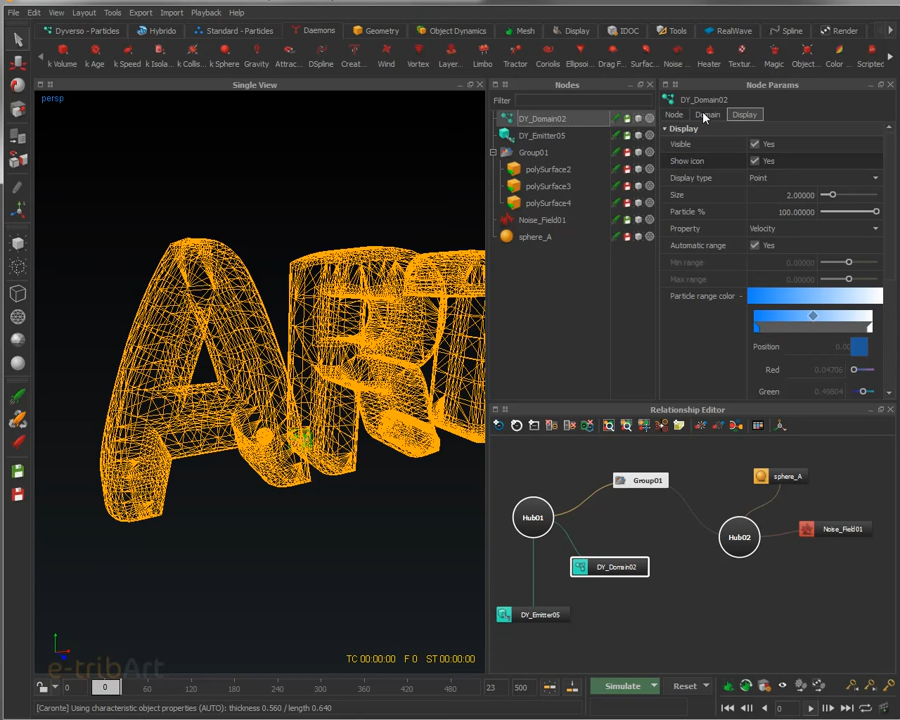 File Edit View Layout Tools Export Import Playback Help
Dyverso - Particles Hybrido Standard - Particles Daemons Geometry Object Dynamics Mesh Display IDOC Tools RealWave Spline Render
k Volume k Age k Speed k Isola... k Collis... k Sphere Gravity Attrac... DSpline Creat... Wind Vortex Layer... Limbo Tractor Coriolis Ellipsoi... Drag F... Surfac... Noise ... Heater Textur... Magic Object... Color ... Scripted
Single View
persp
TC 00:00:00 F 0 ST 00:00:00
e-tribArt
Nodes
Filter
DY_Domain02
DY_Emitter05
Group01
polySurface2
polySurface3
polySurface4
Noise_Field01
sphere_A
Node Params
DY_Domain02
Node Domain Display
Display
Visible Yes
Show icon Yes
Display type Point
Size 2.00000
Particle % 100.00000
Property Velocity
Automatic range Yes
Min range 0.00000
Max range 0.00000
Particle range color
Position 0.00
Red 0.04706
Green 0.49804
Relationship Editor
Group01
sphere_A
Hub01
Hub02
Noise_Field01
DY_Domain02
DY_Emitter05
0 0 60 120 180 240 300 360 420 480 23 500
Simulate Reset
[Caronte] Using characteristic object properties (AUTO): thickness 0.560 / length 0.640
0